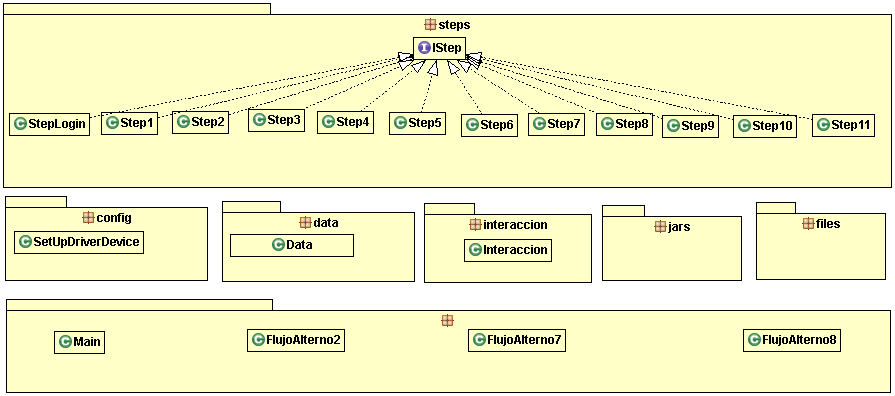 steps
IStep
StepLogin
Step1
Step2
Step3
Step4
Step5
Step6
Step7
Step8
Step9
Step10
Step11
config
SetUpDriverDevice
data
Data
interaccion
Interaccion
jars
files
Main
FlujoAlterno2
FlujoAlterno7
FlujoAlterno8